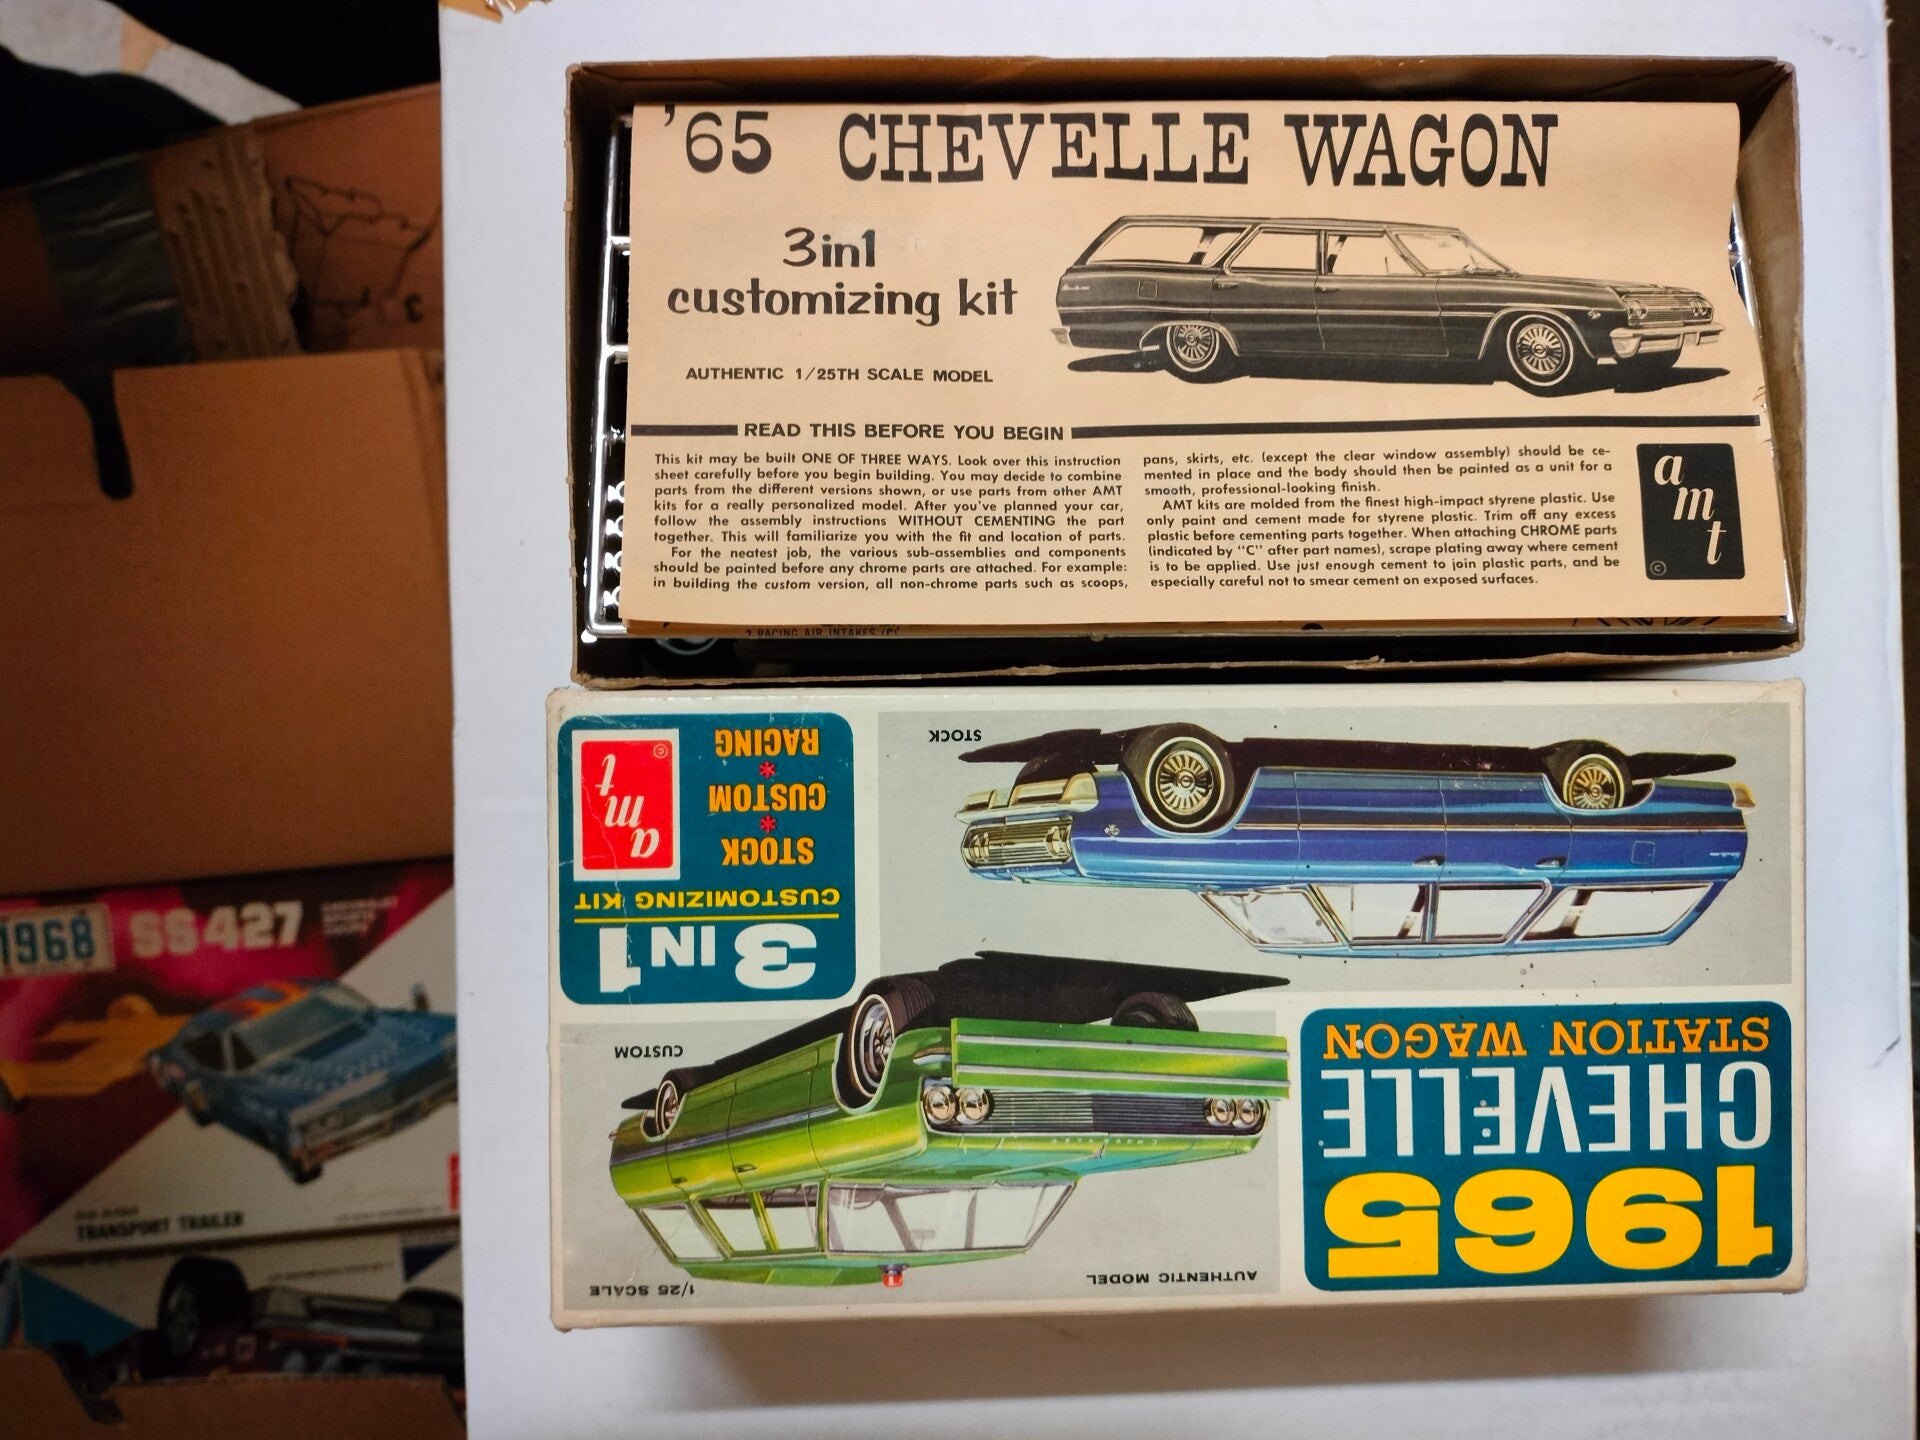 '65 CHEVELLE WAGON
3in1
customizing kit
AUTHENTIC 1/25TH SCALE MODEL
READ THIS BEFORE YOU BEGIN
This kit may be built ONE OF THREE WAYS. Look over this instruction
sheet carefully before you begin building. You may decide to combine
parts from the different versions shown, or use parts from other AMT
kits for a really personalized model. After you've planned your car,
follow the assembly instructions WITHOUT CEMENTING the part
together. This will familiarize you with the fit and location of parts.
For the neatest job, the various sub-assemblies and components
should be painted before any chrome parts are attached. For example:
in building the custom version, all non-chrome parts such as scoops,
pans, skirts, etc. (except the clear window assembly) should be ce-
mented in place and the body should then be painted as a unit for a
smooth, professional-looking finish.
AMT kits are molded from the finest high-impact styrene plastic. Use
only paint and cement made for styrene plastic. Trim off any excess
plastic before cementing parts together. When attaching CHROME parts
(indicated by "C" after part names), scrape plating away where cement
is to be applied. Use just enough cement to join plastic parts, and be
especially careful not to smear cement on exposed surfaces.
amt
©
2 RACING AIR INTAKES (C)
1965
CHEVELLE
STATION WAGON
AUTHENTIC MODEL
1/25 SCALE
CUSTOM
CHEVROLET
3 IN 1
CUSTOMIZING KIT
STOCK
*
CUSTOM
*
RACING
amt
©
STOCK
1968 SS 427
TRANSPORT TRAILER